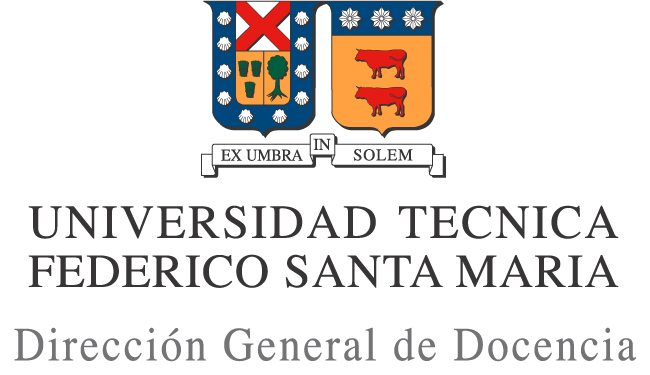 EX UMBRA IN SOLEM
UNIVERSIDAD TECNICA
FEDERICO SANTA MARIA
Dirección General de Docencia